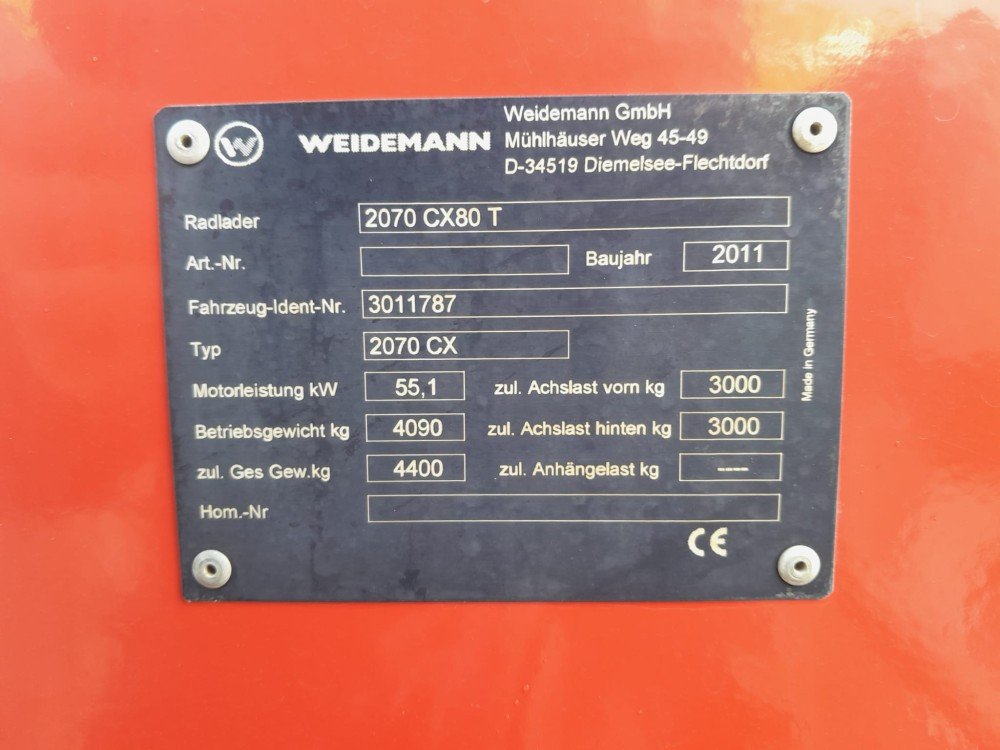 Weidemann GmbH
W WEIDEMANN Mühlhäuser Weg 45-49
D-34519 Diemelsee-Flechtdorf
Radlader 2070 CX80 T
Art.-Nr. Baujahr 2011
Fahrzeug-Ident-Nr. 3011787
Typ 2070 CX
Motorleistung kW 55,1 zul. Achslast vorn kg 3000
Betriebsgewicht kg 4090 zul. Achslast hinten kg 3000
zul. Ges Gew.kg 4400 zul. Anhängelast kg ----
Hom.-Nr
CE
Made in Germany